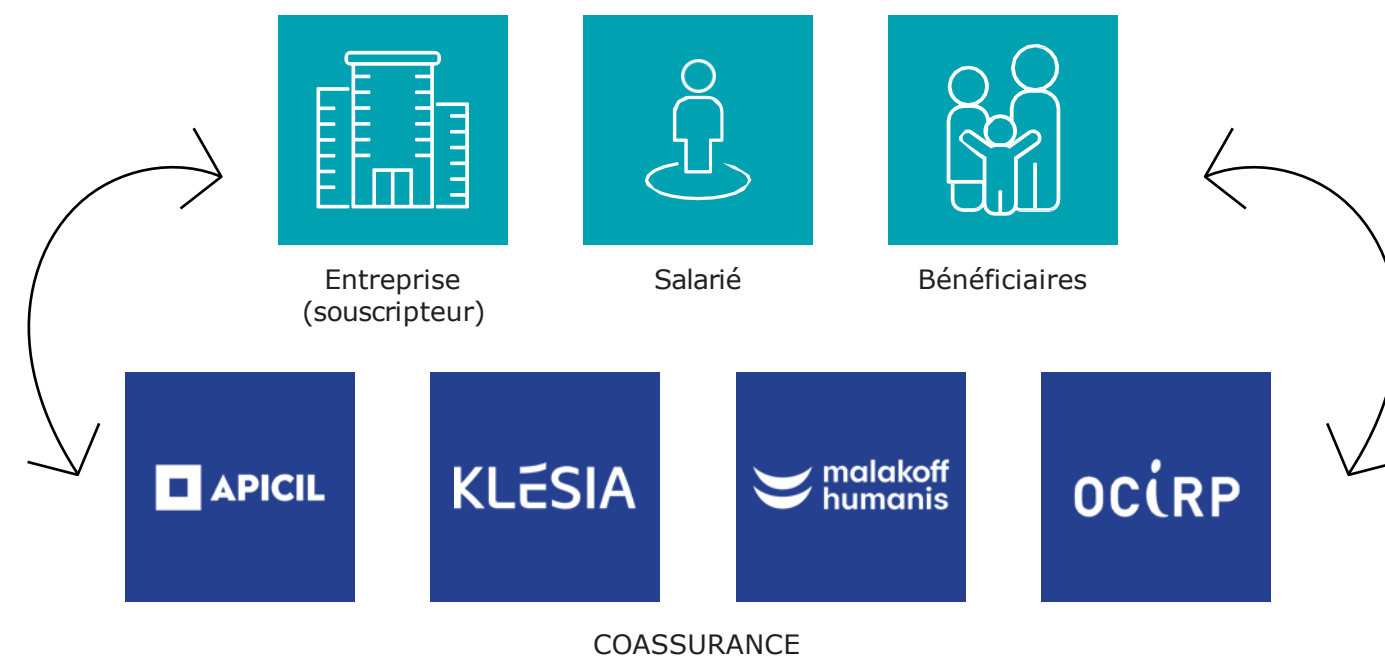 Entreprise
(souscripteur)
Salarié
Bénéficiaires
APICIL
KLESIA
malakoff
humanis
OCIRP
COASSURANCE